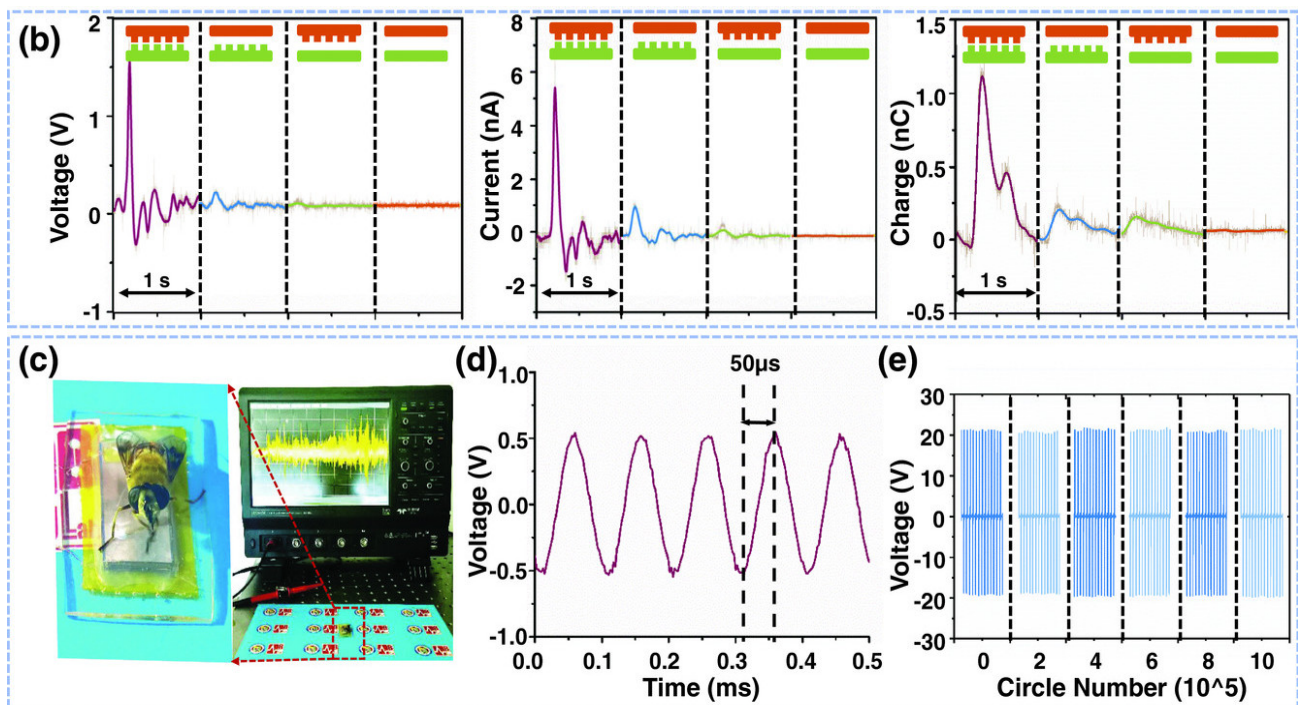 (b)
Voltage (V)
2
1
0
-1
1 s
Current (nA)
8
6
4
2
0
-2
1 s
Charge (nC)
1.5
1.0
0.5
0.0
-0.5
1 s
(c)
(d)
50μs
Voltage (V)
1.0
0.5
0.0
-0.5
-1.0
0.0 0.1 0.2 0.3 0.4 0.5
Time (ms)
(e)
Voltage (V)
30
20
10
0
-10
-20
-30
0 2 4 6 8 10
Circle Number (10^5)